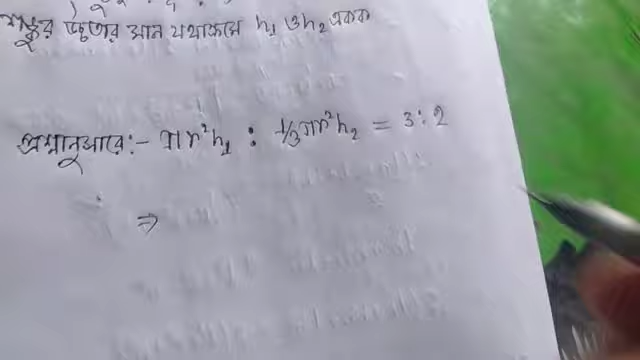 শঙ্কুর উচ্চতার মান যথাক্রমে h₁ ও h₂ একক
প্রশ্নানুসারে:- πr²h₁ : 1/3πr²h₂ = 3:2
⇒